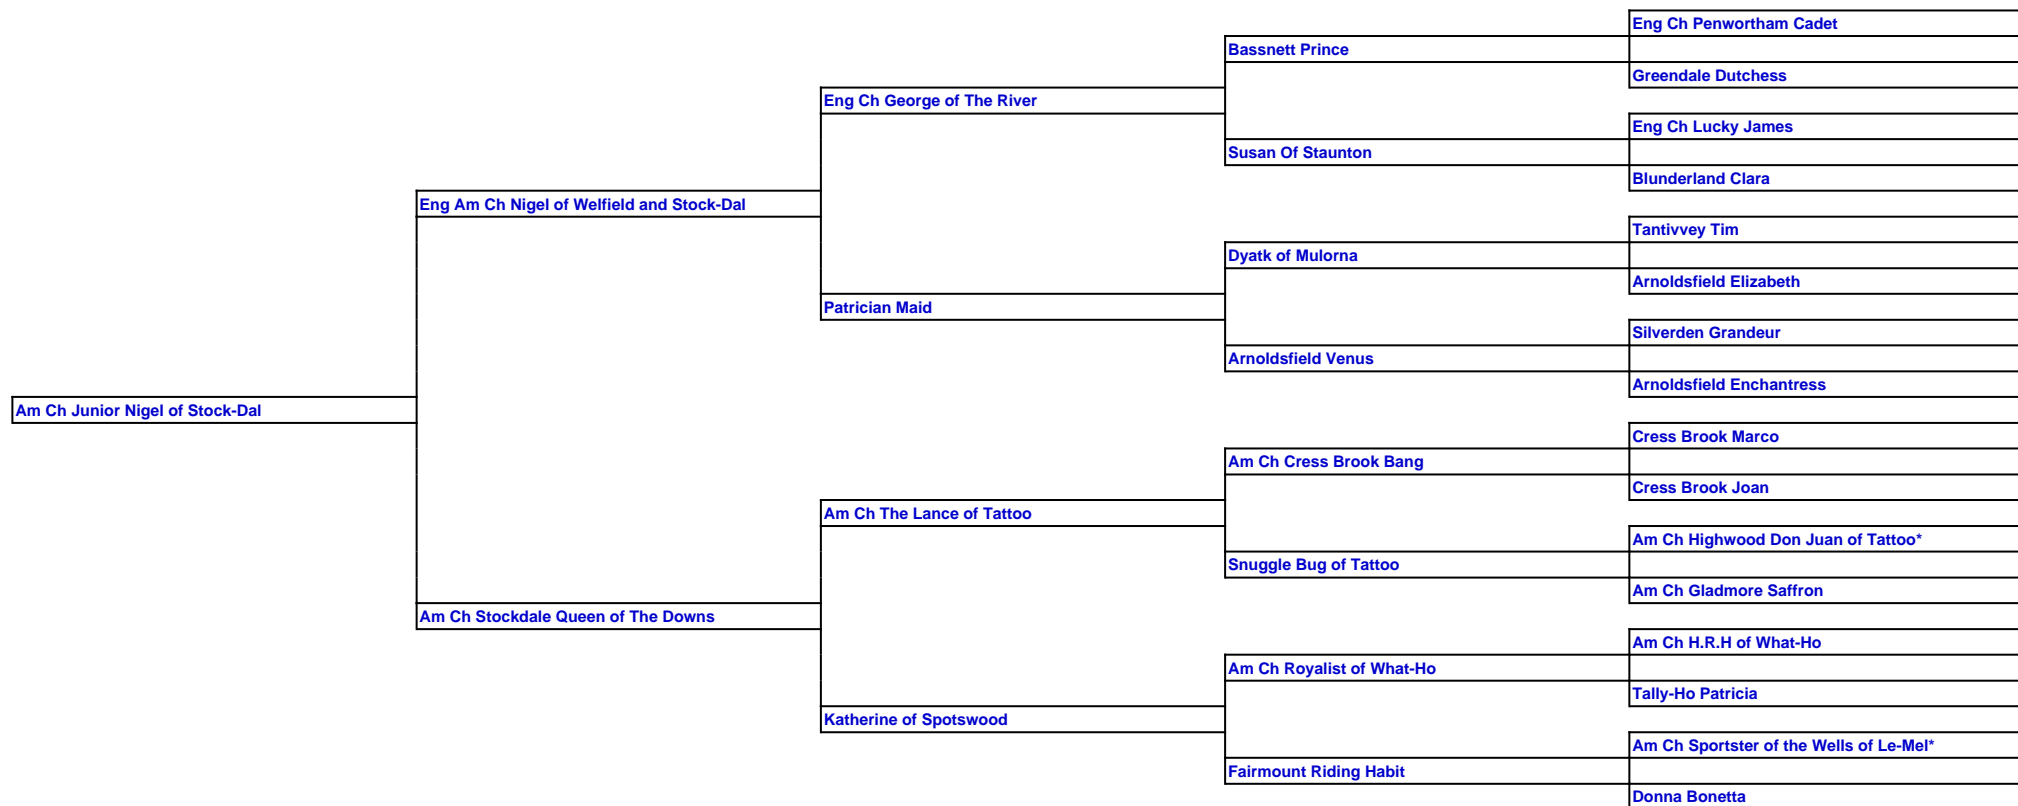 Eng Ch Penwortham Cadet
Bassnett Prince
Greendale Dutchess
Eng Ch George of The River
Eng Ch Lucky James
Susan Of Staunton
Blunderland Clara
Eng Am Ch Nigel of Welfield and Stock-Dal
Tantivvey Tim
Dyatk of Mulorna
Arnoldsfield Elizabeth
Patrician Maid
Silverden Grandeur
Arnoldsfield Venus
Arnoldsfield Enchantress
Am Ch Junior Nigel of Stock-Dal
Cress Brook Marco
Am Ch Cress Brook Bang
Cress Brook Joan
Am Ch The Lance of Tattoo
Am Ch Highwood Don Juan of Tattoo*
Snuggle Bug of Tattoo
Am Ch Gladmore Saffron
Am Ch Stockdale Queen of The Downs
Am Ch H.R.H of What-Ho
Am Ch Royalist of What-Ho
Tally-Ho Patricia
Katherine of Spotswood
Am Ch Sportster of the Wells of Le-Mel*
Fairmount Riding Habit
Donna Bonetta